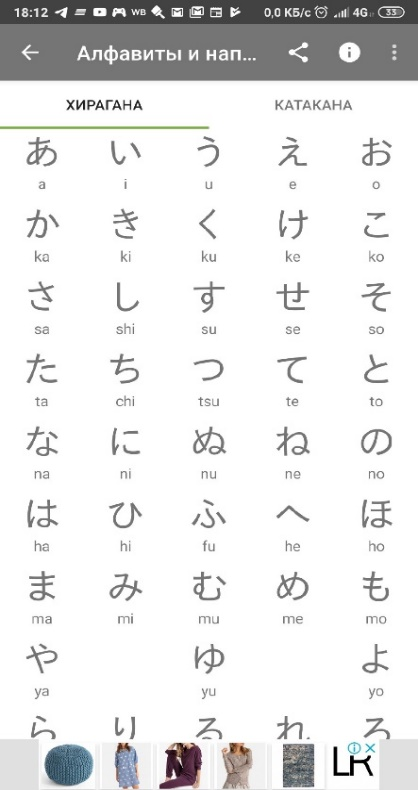 18:12 WB 0,0 КБ/с 4G 33
Алфавиты и нап...
ХИРАГАНА КАТАКАНА
あ い う え お
a i u e o
か き く け こ
ka ki ku ke ko
さ し す せ そ
sa shi su se so
た ち つ て と
ta chi tsu te to
な に ぬ ね の
na ni nu ne no
は ひ ふ へ ほ
ha hi fu he ho
ま み む め も
ma mi mu me mo
や ゆ よ
ya yu yo
ら り る れ ろ
LR